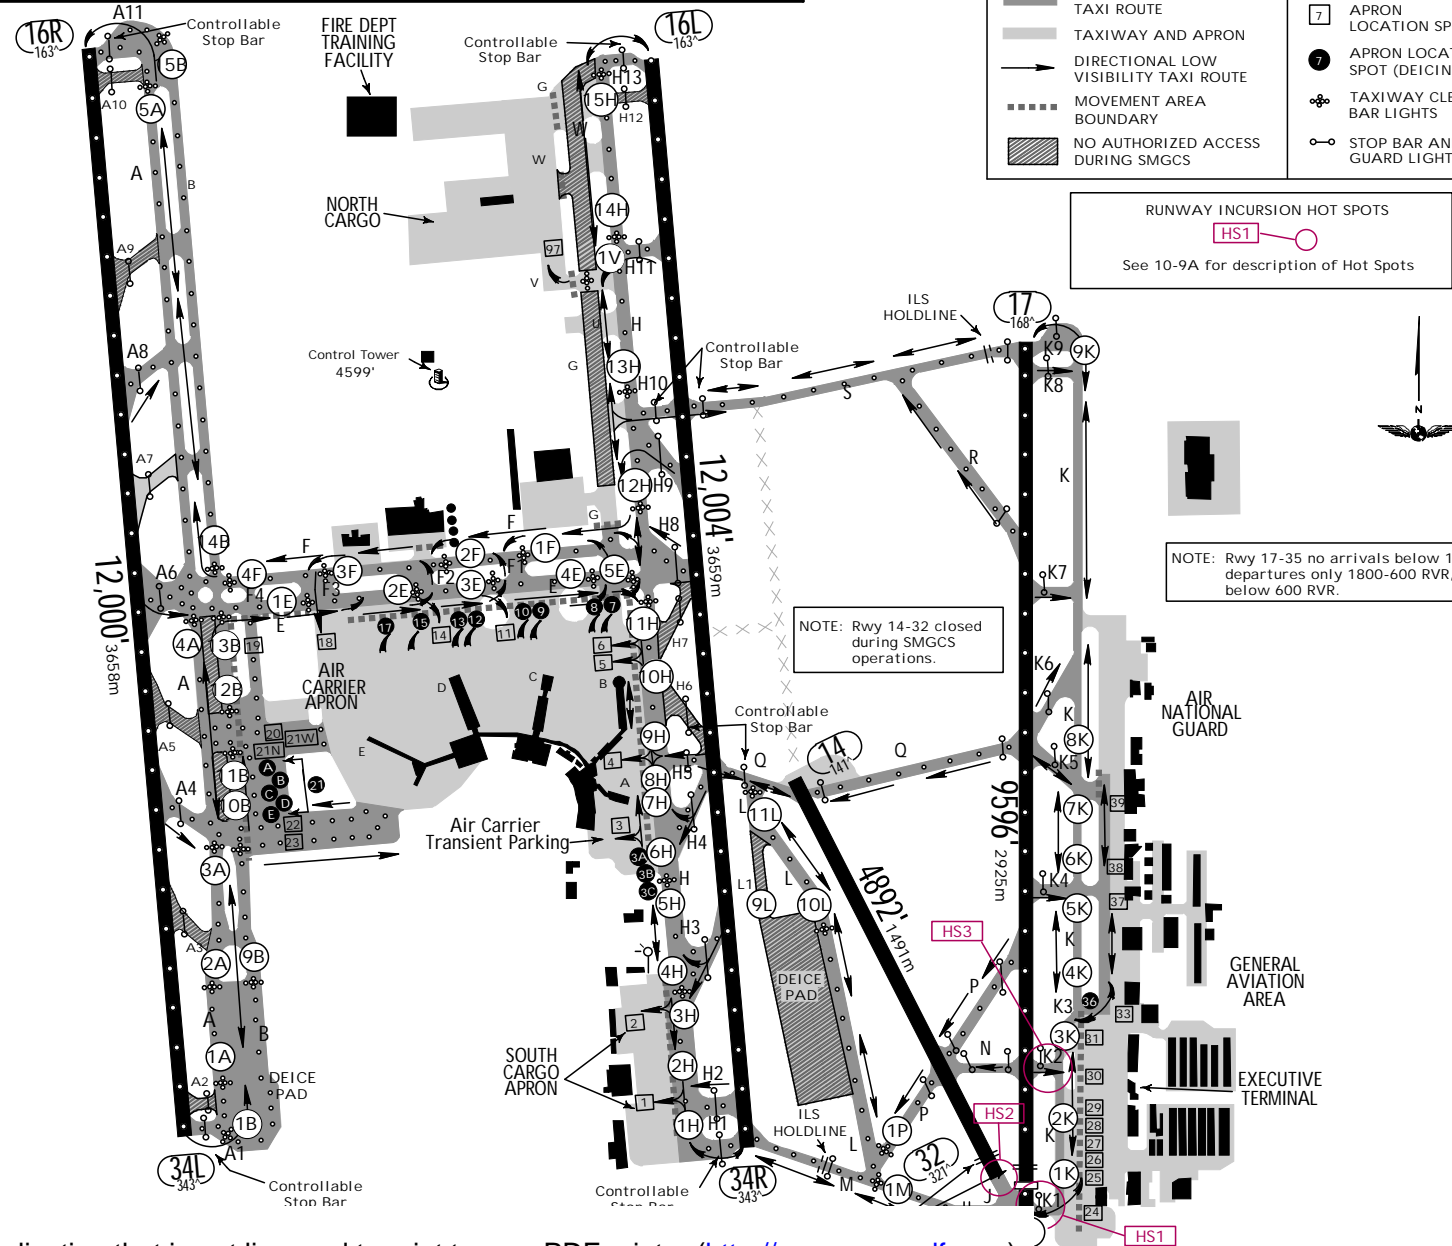 A11
16R
163^
Controllable
Stop Bar
FIRE DEPT
TRAINING
FACILITY
16L
163^
Controllable
Stop Bar
TAXI ROUTE
TAXIWAY AND APRON
DIRECTIONAL LOW
VISIBILITY TAXI ROUTE
MOVEMENT AREA
BOUNDARY
NO AUTHORIZED ACCESS
DURING SMGCS
7
APRON
LOCATION SP
7
APRON LOCAT
SPOT (DEICIN
TAXIWAY CLE
BAR LIGHTS
STOP BAR AN
GUARD LIGHT
RUNWAY INCURSION HOT SPOTS
HS1
See 10-9A for description of Hot Spots
15B
A10
5A
A
B
G
H13
15H
H12
W
W
NORTH
CARGO
14H
97
1V
H11
V
A9
U
H
G
13H
H10
A8
Control Tower
4599'
Controllable
Stop Bar
ILS
HOLDLINE
17
168^
K9
9K
K8
S
N
R
K
A7
12H
H9
12,004' 3659m
G
H8
14B
F
F
1F
2F
F1
F2
3F
F3
4F
F4
A6
1E
2E
3E
4E
5E
E
E
12,000' 3658m
K7
NOTE: Rwy 17-35 no arrivals below 1
departures only 1800-600 RVR,
below 600 RVR.
NOTE: Rwy 14-32 closed
during SMGCS
operations.
17
15
14
13
12
11
10
9
8
7
11H
H7
4A
13B
19
18
6
5
A
12B
AIR
CARRIER
APRON
D
C
B
10H
H6
K6
AIR
NATIONAL
GUARD
K
8K
K5
Controllable
Stop Bar
14
141^
Q
Q
A5
20
21W
21N
E
9H
4
H5
8H
A
7H
1B
10B
A
B
C
D
E
21
22
23
A4
L
11L
9596' 2925m
7K
39
Air Carrier
Transient Parking
3
H4
6H
3A
3B
3C
H
5H
3A
L1
L
9L
10L
4892' 1491m
6K
38
K4
37
5K
K
HS3
A3
2A
9B
H3
4H
DEICE
PAD
P
4K
K3
36
33
GENERAL
AVIATION
AREA
A
B
2
3H
3K
31
1A
N
K2
30
SOUTH
CARGO
APRON
2H
H2
A2
DEICE
PAD
EXECUTIVE
TERMINAL
1
1H
H1
ILS
HOLDLINE
L
1P
P
HS2
2K
K
29
28
27
26
25
24
1B
A1
34L
343^
Controllable
Stop Bar
34R
343^
Controllable
M
1M
32
321^
J
1K
K1
HS1